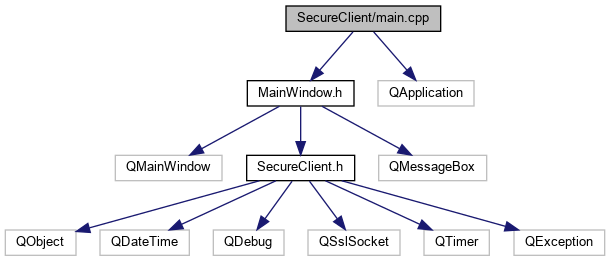 SecureClient/main.cpp
MainWindow.h
QApplication
QMainWindow
SecureClient.h
QMessageBox
QObject
QDateTime
QDebug
QSslSocket
QTimer
QException